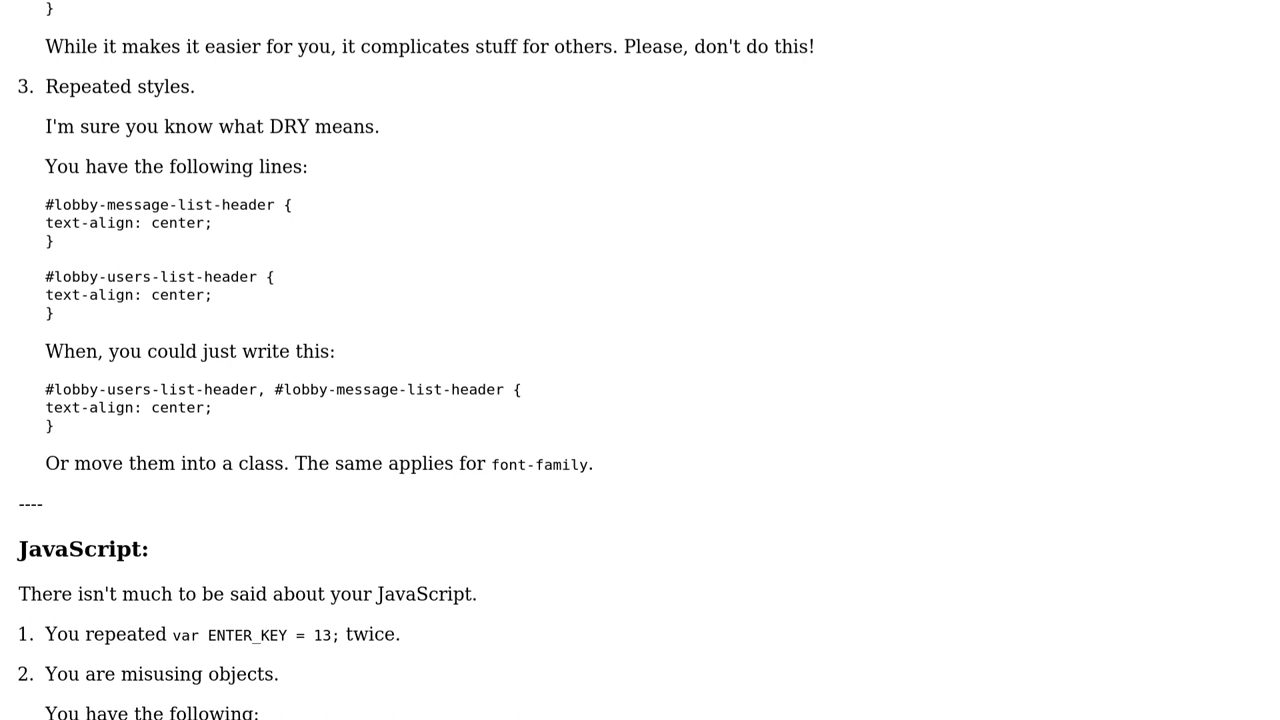 }
While it makes it easier for you, it complicates stuff for others. Please, don't do this!
3. Repeated styles.
I'm sure you know what DRY means.
You have the following lines:
#lobby-message-list-header {
text-align: center;
}
#lobby-users-list-header {
text-align: center;
}
When, you could just write this:
#lobby-users-list-header, #lobby-message-list-header {
text-align: center;
}
Or move them into a class. The same applies for font-family.
----
JavaScript:
There isn't much to be said about your JavaScript.
1. You repeated var ENTER_KEY = 13; twice.
2. You are misusing objects.
You have the following: